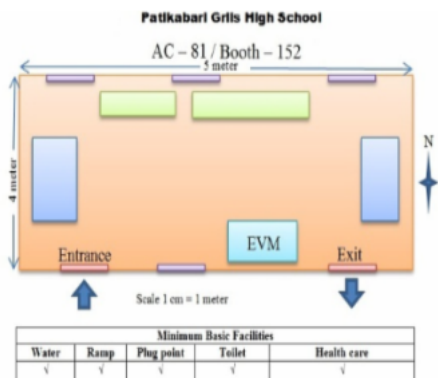 Patikabari Grils High School
AC – 81 / Booth – 152
5 meter
4 meter
N
EVM
Entrance
Exit
Scale 1 cm = 1 meter
Minimum Basic Facilities
Water Ramp Plug point Toilet Health care
√ √ √ √ √